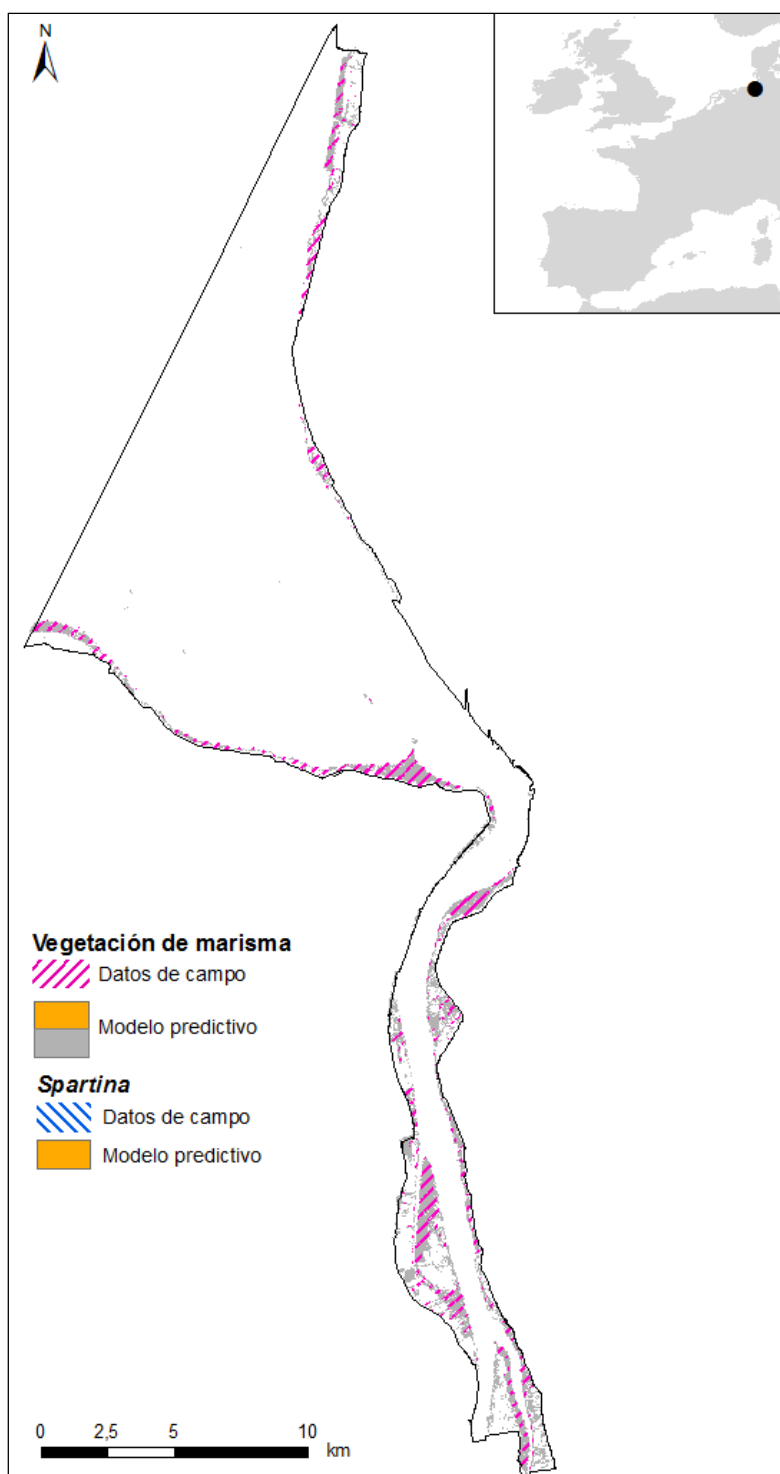 N
Vegetación de marisma
Datos de campo
Modelo predictivo
Spartina
Datos de campo
Modelo predictivo
0 2,5 5 10
km